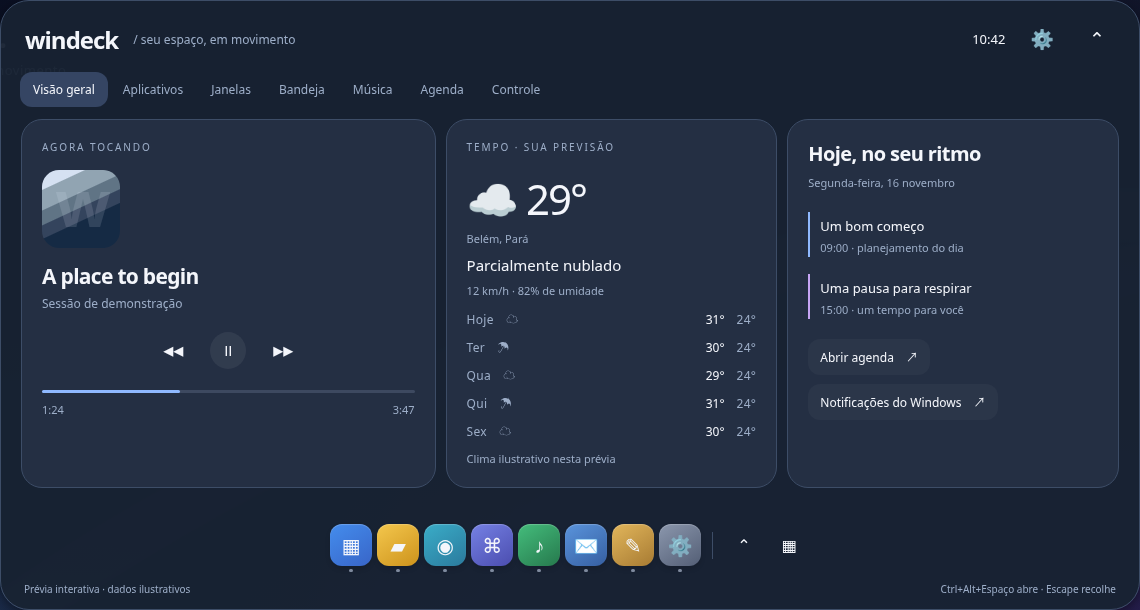 windeck / seu espaço, em movimento
10:42
Visão geral Aplicativos Janelas Bandeja Música Agenda Controle
AGORA TOCANDO
W
A place to begin
Sessão de demonstração
1:24 3:47
TEMPO · SUA PREVISÃO
29°
Belém, Pará
Parcialmente nublado
12 km/h · 82% de umidade
Hoje 31° 24°
Ter 30° 24°
Qua 29° 24°
Qui 31° 24°
Sex 30° 24°
Clima ilustrativo nesta prévia
Hoje, no seu ritmo
Segunda-feira, 16 novembro
Um bom começo
09:00 · planejamento do dia
Uma pausa para respirar
15:00 · um tempo para você
Abrir agenda ↗
Notificações do Windows ↗
Prévia interativa · dados ilustrativos
Ctrl+Alt+Espaço abre · Escape recolhe